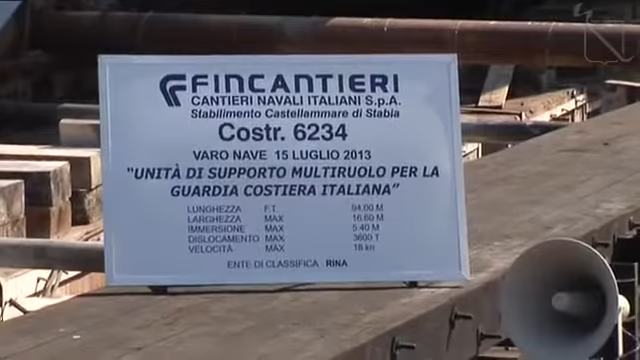 FINCANTIERI
CANTIERI NAVALI ITALIANI S.p.A.
Stabilimento Castellammare di Stabia
Costr. 6234
VARO NAVE 15 LUGLIO 2013
"UNITÀ DI SUPPORTO MULTIRUOLO PER LA
GUARDIA COSTIERA ITALIANA"
LUNGHEZZA F.T. 94.00 M
LARGHEZZA MAX 16.60 M
IMMERSIONE MAX 5.40 M
DISLOCAMENTO MAX 3600 T
VELOCITÀ MAX 18 kn
ENTE DI CLASSIFICA : RINA